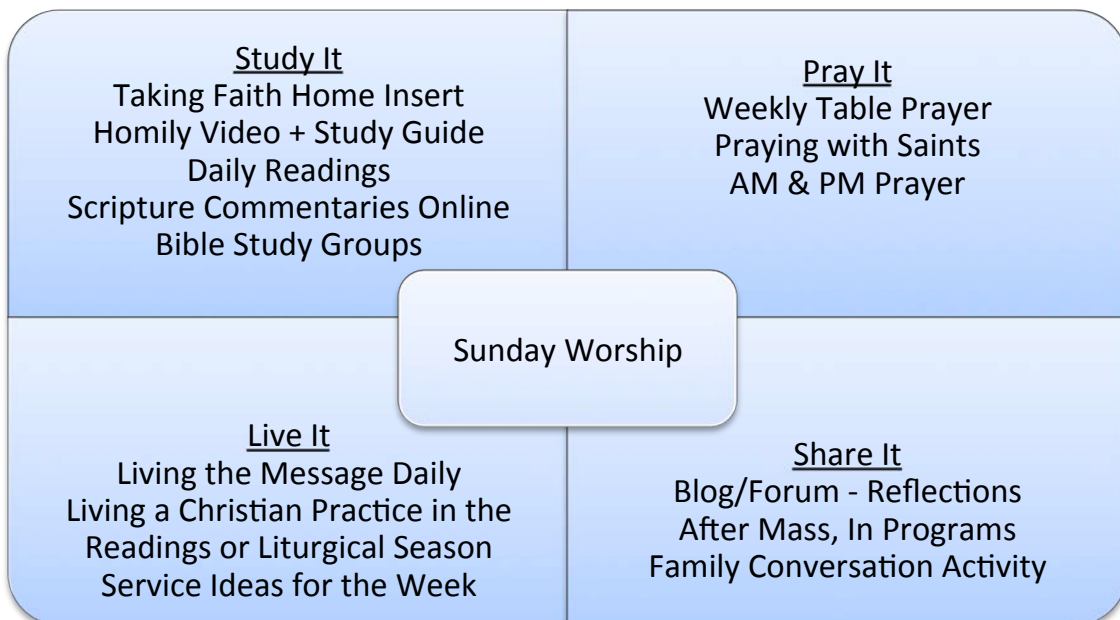 Study It
Taking Faith Home Insert
Homily Video + Study Guide
Daily Readings
Scripture Commentaries Online
Bible Study Groups
Pray It
Weekly Table Prayer
Praying with Saints
AM & PM Prayer
Sunday Worship
Live It
Living the Message Daily
Living a Christian Practice in the
Readings or Liturgical Season
Service Ideas for the Week
Share It
Blog/Forum - Reflections
After Mass, In Programs
Family Conversation Activity